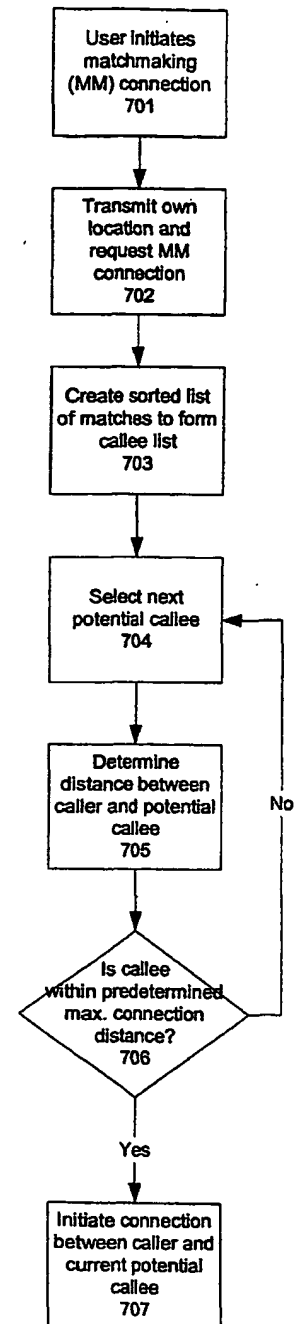 User initiates
matchmaking
(MM) connection
701
Transmit own
location and
request MM
connection
702
Create sorted list
of matches to form
callee list
703
Select next
potential callee
704
Determine
distance between
caller and potential
callee
705
No
Is callee
within predetermined
max. connection
distance?
706
Yes
Initiate connection
between caller and
current potential
callee
707